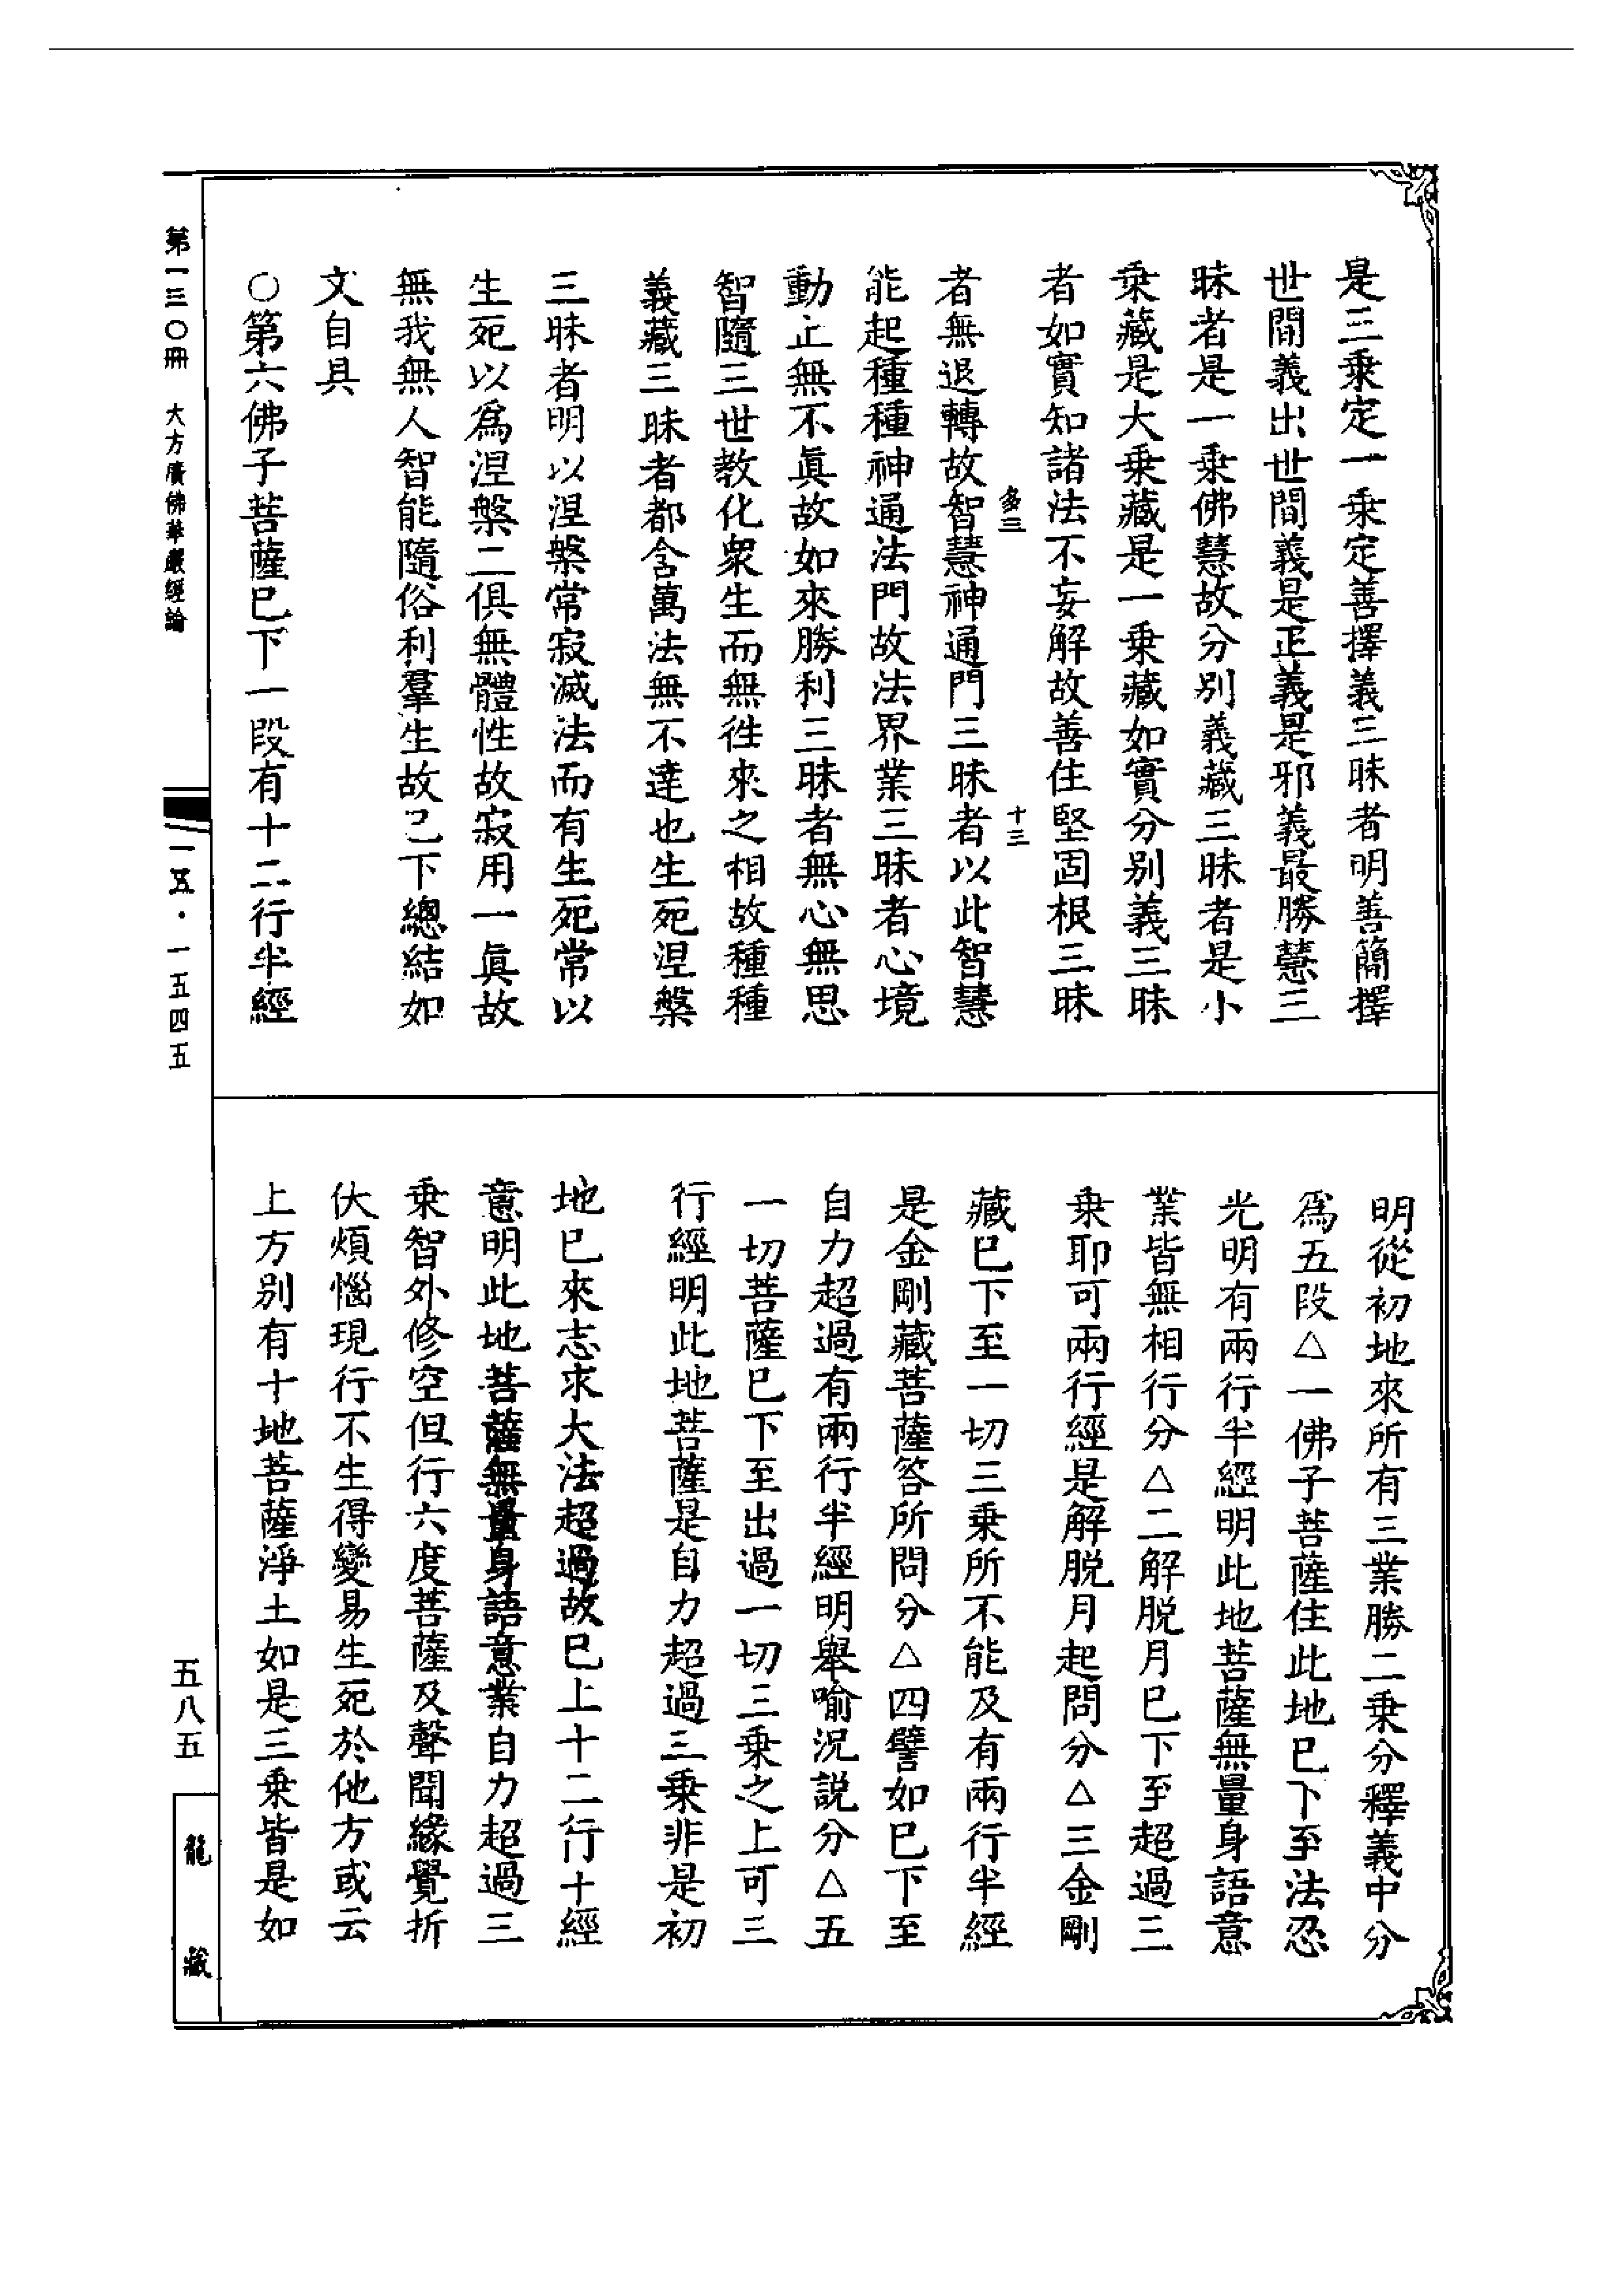 是三乘定一乘定善擇義三昧者明善簡擇
世間義出世間義是正義是邪義最勝慧三
昧者是一乘佛慧故分别義藏三昧者是小
乘藏是大乘藏是一乘藏如實分别義三昧
者如實知諸法不妄解故善住堅固根三昧
多三
十三
者無退轉故智慧神通門三昧者以此智慧
能起種種神通法門故法界業三昧者心境
動止無不眞故如來勝利三昧者無心無思
智隨三世教化衆生而無徃來之相故種種
義藏三昧者都含萬法無不達也生死涅槃
三昧者明以涅槃常寂滅法而有生死常以
生死以爲涅槃二俱無體性故寂用一眞故
無我無人智能隨俗利羣生故已下總結如
文自具
○第六佛子菩薩已下一段有十二行半經
明從初地來所有三業勝二乘分釋義中分
爲五段△一佛子菩薩住此地已下至法忍
光明有兩行半經明此地菩薩無量身語意
業皆無相行分△二解脱月已下至超過三
乘耶可兩行經是解脱月起問分△三金剛
藏已下至一切三乘所不能及有兩行半經
是金剛藏菩薩答所問分△四譬如已下至
自力超過有兩行半經明舉喻況説分△五
一切菩薩已下至出過一切三乘之上可三
行經明此地菩薩是自力超過三乘非是初
地已來志求大法超過故已上十二行十經
意明此地菩薩無量身語意業自力超過三
乘智外修空但行六度菩薩及聲聞緣覺折
伏煩惱現行不生得變易生死於他方或云
上方别有十地菩薩淨土如是三乘皆是如
第一三〇冊　大方廣佛華嚴經論
一五·一五四五
五八五
龍藏